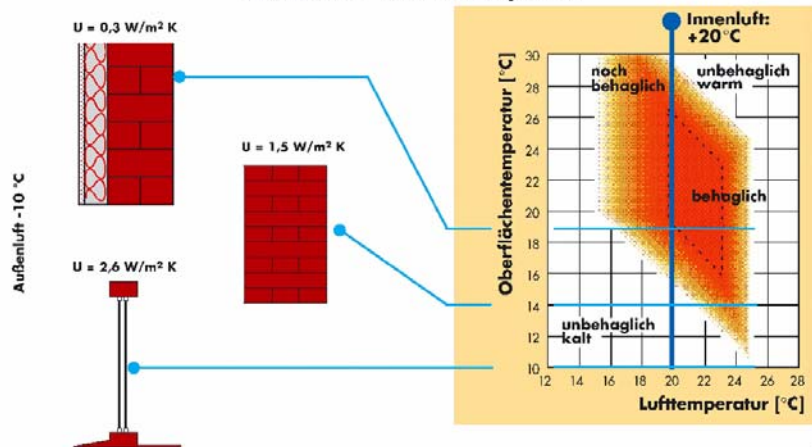 U = 0,3 W/m² K
U = 1,5 W/m² K
U = 2,6 W/m² K
Außenluft -10 °C
Innenluft:
+20°C
Oberflächentemperatur [°C]
30
28
26
24
22
20
18
16
14
12
10
noch
behaglich
unbehaglich
warm
behaglich
unbehaglich
kalt
12 14 16 18 20 22 24 26 28
Lufttemperatur [°C]